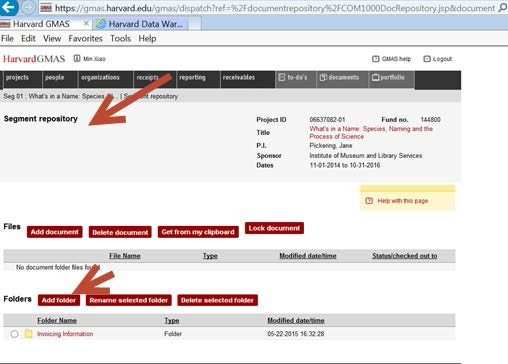 https://gmas.harvard.edu/gmas/dispatch?ref=%2Fdocumentrepository%2FCOM1000DocRepository.jsp&document
Harvard GMAS
Harvard Data War...
File Edit View Favorites Tools Help
HarvardGMAS Min Xiao GMAS help Logout
projects people organizations receipts reporting receivables to-do's documents portfolio
Seg 01 : What's in a Name: Species repository
Segment repository
Project ID 06637082-01 Fund no. 144800
Title What's in a Name: Species, Naming and the
Process of Science
P.I. Pickering, Jane
Sponsor Institute of Museum and Library Services
Dates 11-01-2014 to 10-31-2016
Help with this page
Files Add document Delete document Get from my clipboard Lock document
File Name Type Modified date/time Status/checked out to
No document folder files found
Folders Add folder Rename selected folder Delete selected folder
Folder Name Type Modified date/time
Invoicing Information Folder 05-22-2015 16:32:28